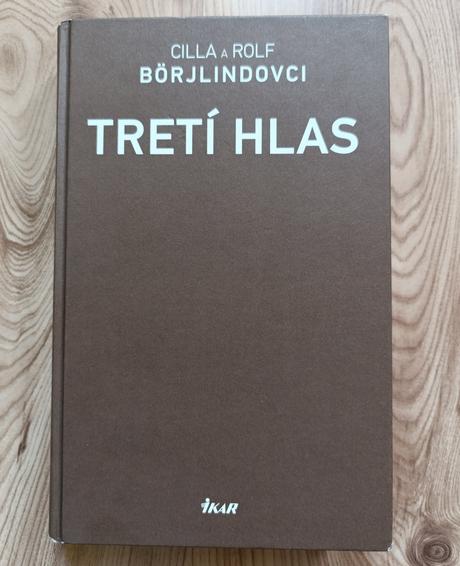 CILLA A ROLF
BÖRJLINDOVCI
TRETÍ HLAS
IKAR